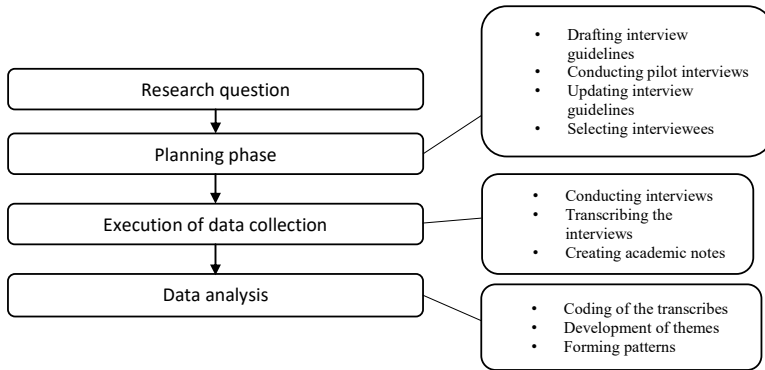 Research question
Planning phase
• Drafting interview
guidelines
• Conducting pilot interviews
• Updating interview
guidelines
• Selecting interviewees
Execution of data collection
• Conducting interviews
• Transcribing the
interviews
• Creating academic notes
Data analysis
• Coding of the transcribes
• Development of themes
• Forming patterns